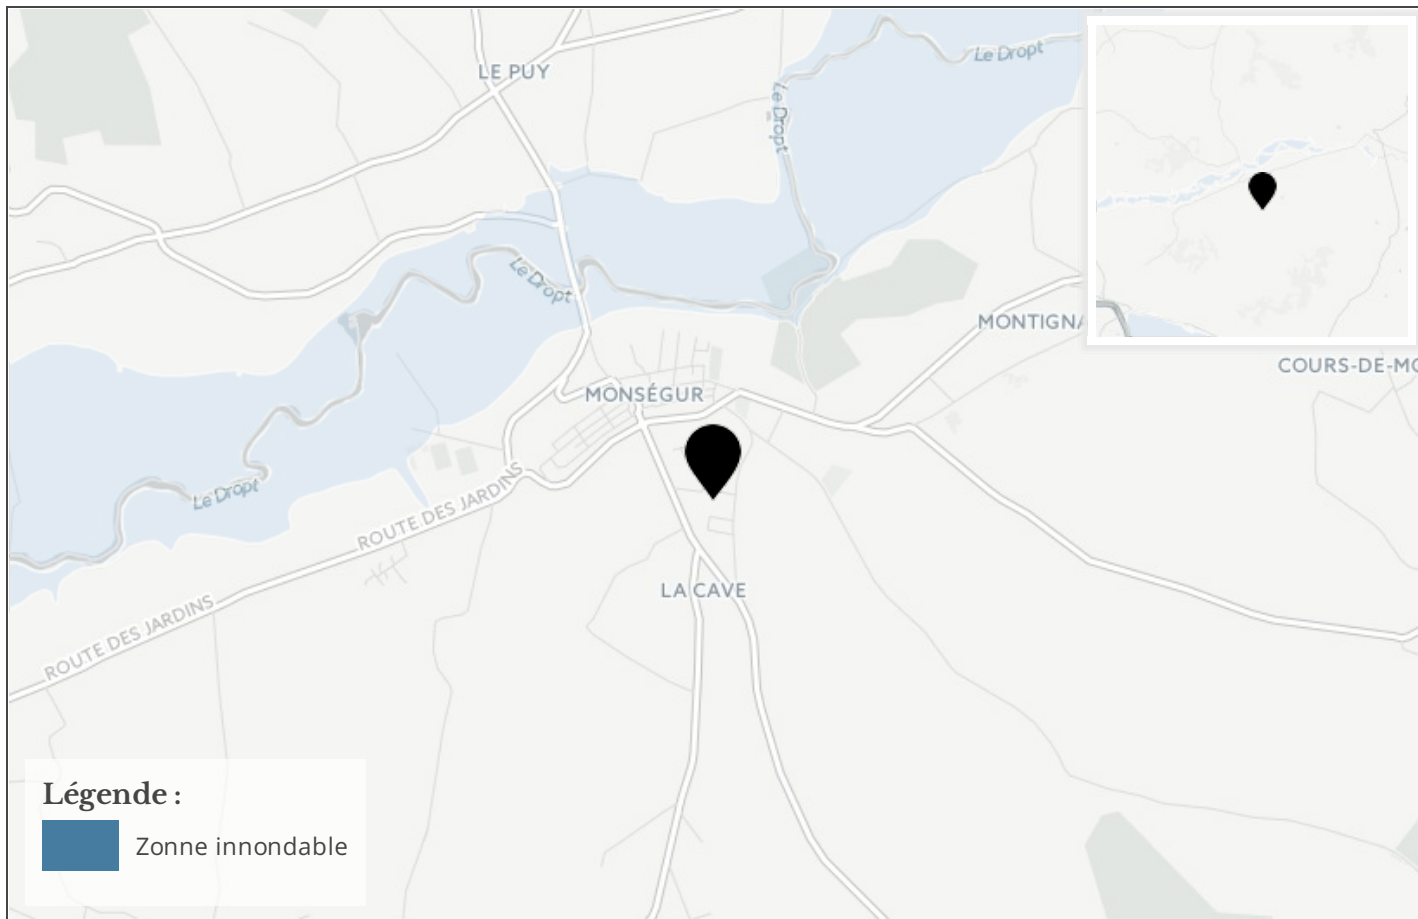 Le Dropt
LE PUY
Le Dropt
Le Dropt
MONTIGNA
COURS-DE-MO
MONSÉGUR
Le Dropt
ROUTE DES JARDINS
LA CAVE
ROUTE DES JARDINS
Légende :
Zonne innondable